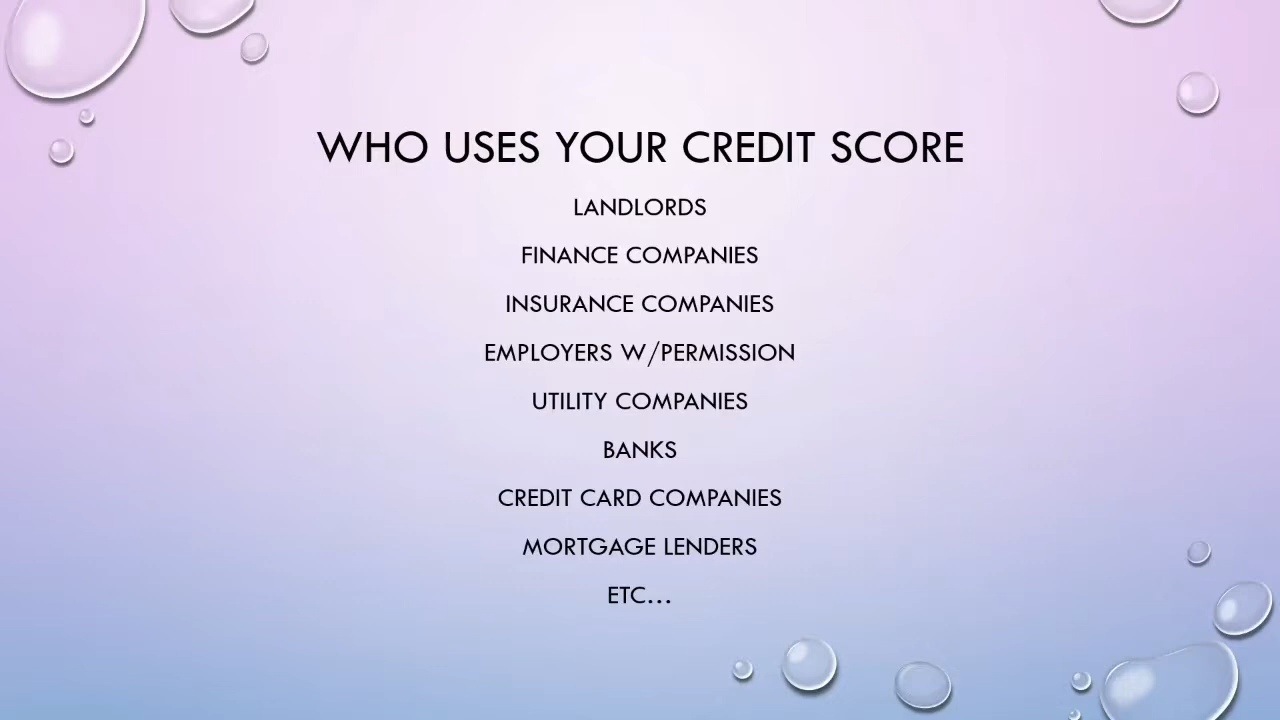 WHO USES YOUR CREDIT SCORE
LANDLORDS
FINANCE COMPANIES
INSURANCE COMPANIES
EMPLOYERS W/PERMISSION
UTILITY COMPANIES
BANKS
CREDIT CARD COMPANIES
MORTGAGE LENDERS
ETC...